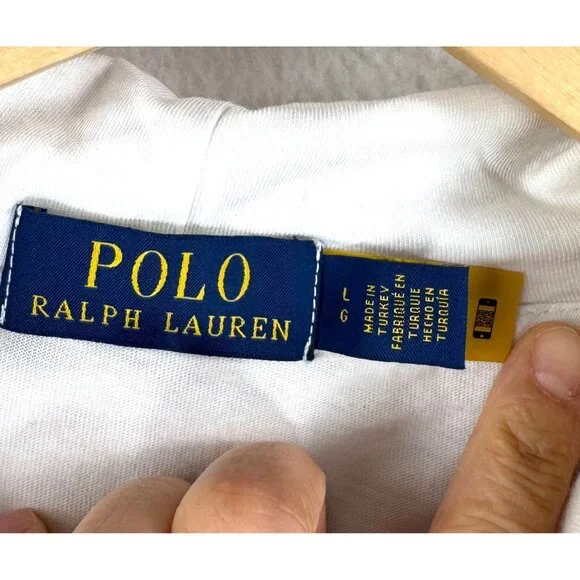 POLO
RALPH LAUREN
L
G
MADE IN
TURKEY
FABRIQUÉ EN
TURQUIE
HECHO EN
TURQUÍA